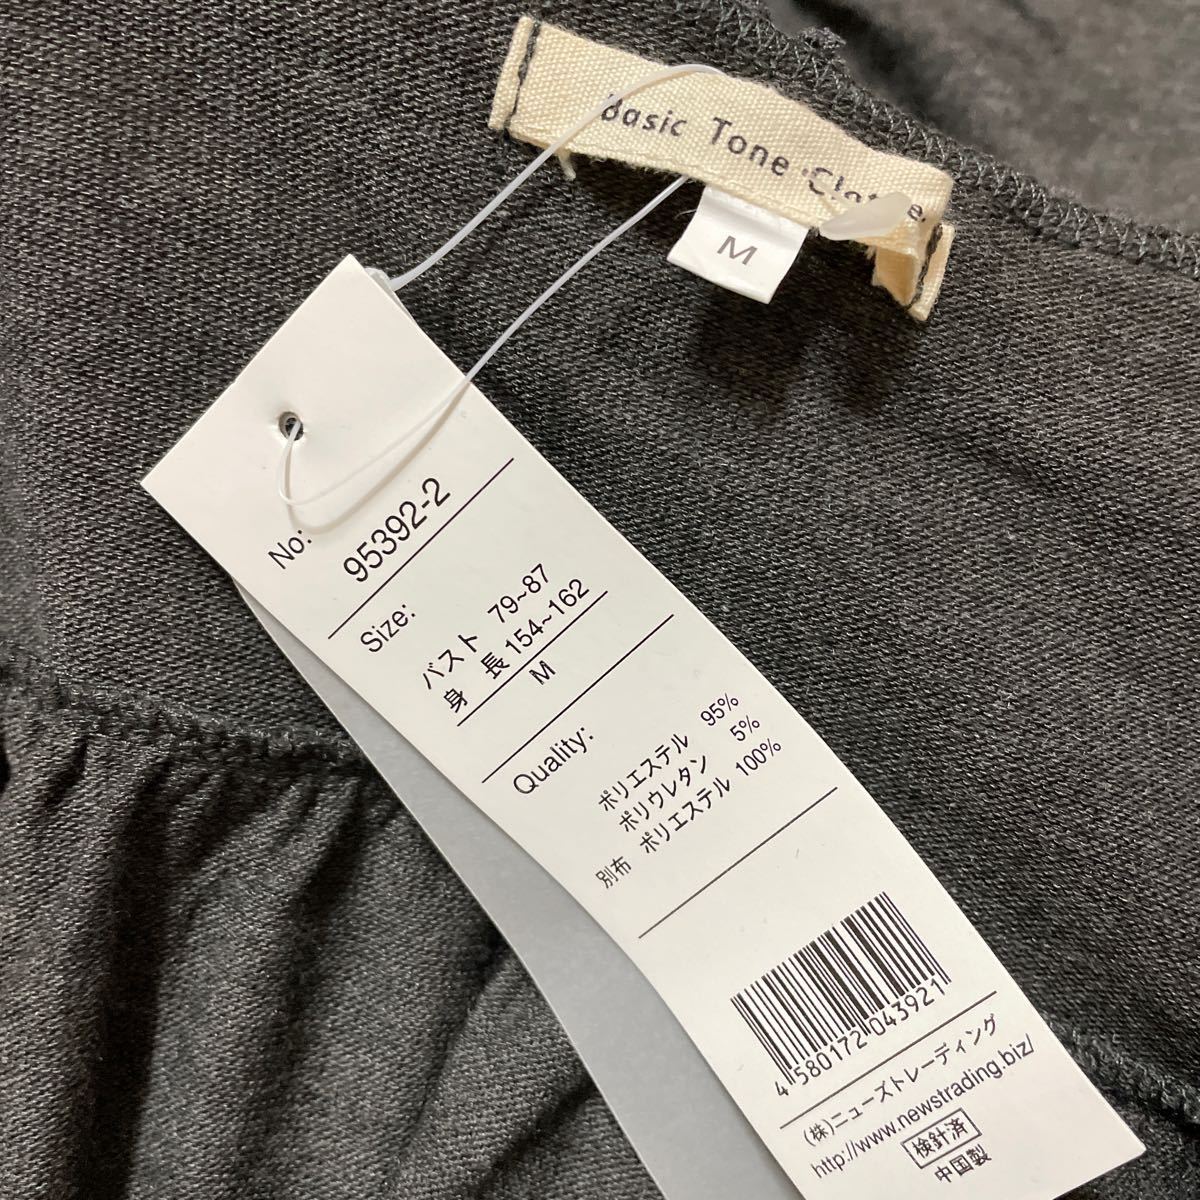 Basic Tone
M
No:
95392-2
Size:
バスト 79~87
身 長 154~162
M
Quality:
ポリエステル 95%
ポリウレタン 5%
別布 ポリエステル 100%
4 580172 043921
(株)ニューズトレーディング
http://www.newstrading.biz/
検針済
中国製